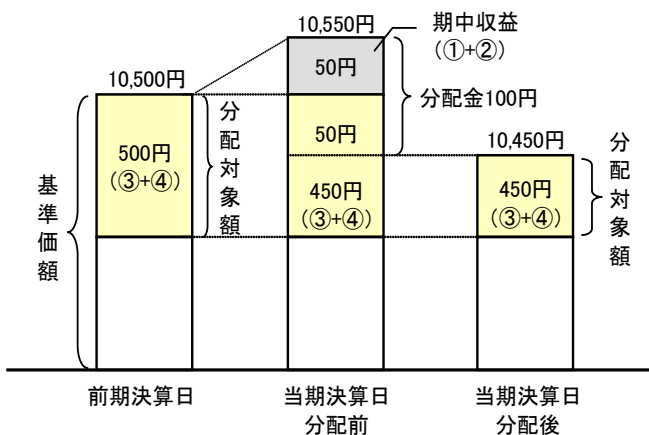 10,550円
期中収益
(①+②)
10,500円
50円
分配金100円
分配対象額
50円
10,450円
500円
(③+④)
分配対象額
基準価額
450円
(③+④)
450円
(③+④)
前期決算日
当期決算日
分配前
当期決算日
分配後